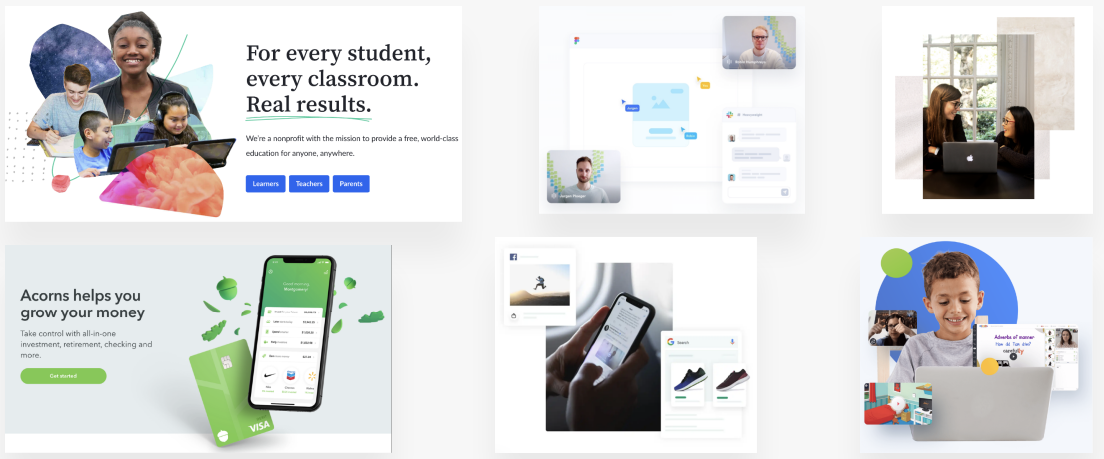 For every student,
every classroom.
Real results.
We're a nonprofit with the mission to provide a free, world-class
education for anyone, anywhere.
Learners
Teachers
Parents
Acorns helps you
grow your money
Take control with all-in-one
investment, retirement, checking and
more.
Get started
VISA
Search
Adverbs of manner
carefully